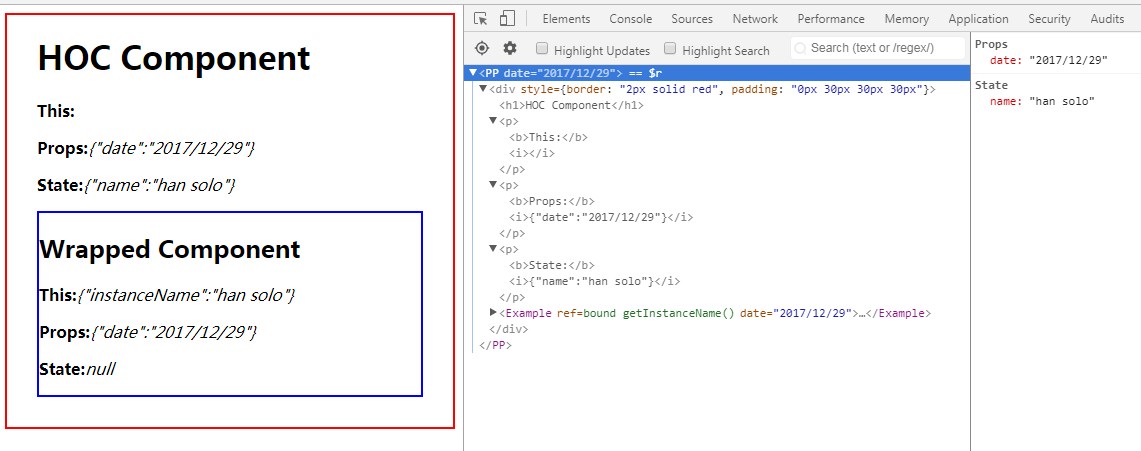 HOC Component
This:
Props:{"date":"2017/12/29"}
State:{"name":"han solo"}
Wrapped Component
This:{"instanceName":"han solo"}
Props:{"date":"2017/12/29"}
State:null
Elements Console Sources Network Performance Memory Application Security Audits
Highlight Updates Highlight Search Search (text or /regex/)
<PP date="2017/12/29"> == $r
<div style={border: "2px solid red", padding: "0px 30px 30px 30px"}>
<h1>HOC Component</h1>
<p>
<b>This:</b>
<i></i>
</p>
<p>
<b>Props:</b>
<i>{"date":"2017/12/29"}</i>
</p>
<p>
<b>State:</b>
<i>{"name":"han solo"}</i>
</p>
<Example ref=bound getInstanceName() date="2017/12/29">…</Example>
</div>
</PP>
Props
date: "2017/12/29"
State
name: "han solo"